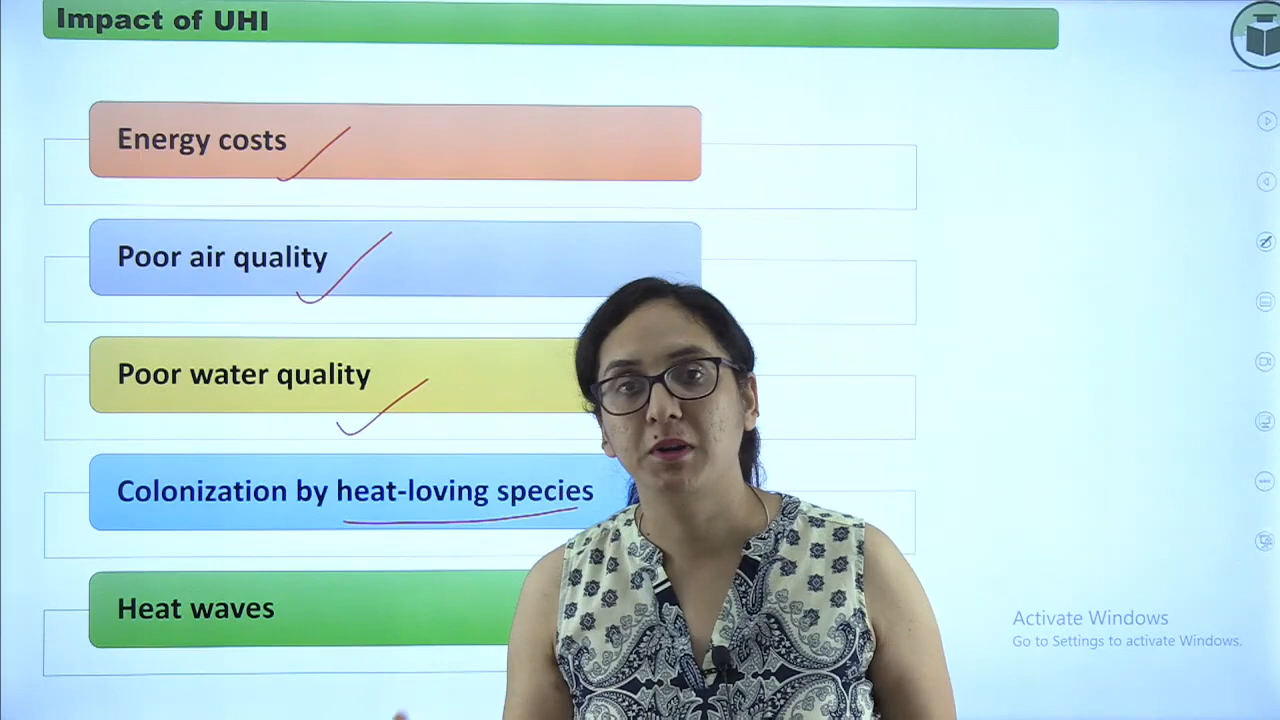 Impact of UHI
Energy costs
Poor air quality
Poor water quality
Colonization by heat-loving species
Heat waves
Activate Windows
Go to Settings to activate Windows.